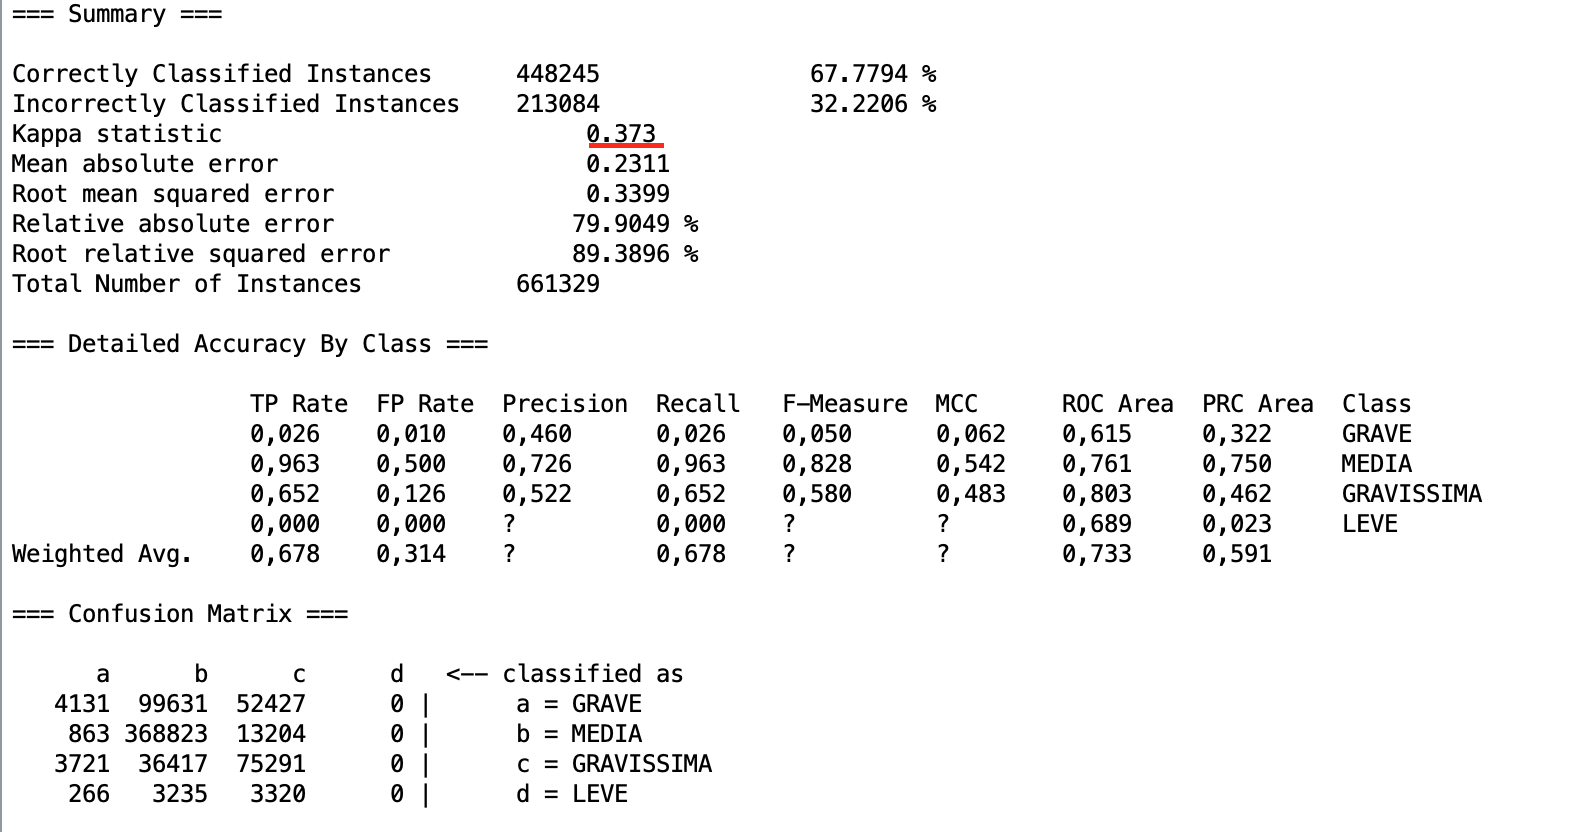 === Summary ===
Correctly Classified Instances 448245 67.7794 %
Incorrectly Classified Instances 213084 32.2206 %
Kappa statistic 0.373
Mean absolute error 0.2311
Root mean squared error 0.3399
Relative absolute error 79.9049 %
Root relative squared error 89.3896 %
Total Number of Instances 661329
=== Detailed Accuracy By Class ===
TP Rate FP Rate Precision Recall F-Measure MCC ROC Area PRC Area Class
0,026 0,010 0,460 0,026 0,050 0,062 0,615 0,322 GRAVE
0,963 0,500 0,726 0,963 0,828 0,542 0,761 0,750 MEDIA
0,652 0,126 0,522 0,652 0,580 0,483 0,803 0,462 GRAVISSIMA
0,000 0,000 ? 0,000 ? ? 0,689 0,023 LEVE
Weighted Avg. 0,678 0,314 ? 0,678 ? ? 0,733 0,591
=== Confusion Matrix ===
a b c d <-- classified as
4131 99631 52427 0 | a = GRAVE
863 368823 13204 0 | b = MEDIA
3721 36417 75291 0 | c = GRAVISSIMA
266 3235 3320 0 | d = LEVE